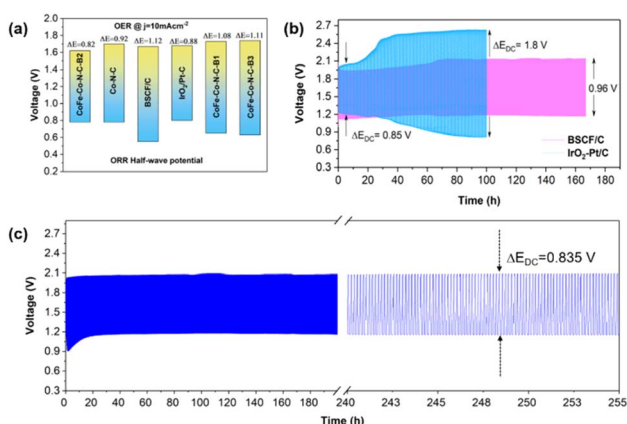 (a)
OER @ j=10mAcm-2
ΔE=0.82
ΔE=0.92
ΔE=1.12
ΔE=0.88
ΔE=1.08
ΔE=1.11
CoFe-Co-N-C-B2
Co-N-C
BSCF/C
IrO2/Pt-C
CoFe-Co-N-C-B1
CoFe-Co-N-C-B3
ORR Half-wave potential
Voltage (V)
2.0
1.8
1.6
1.4
1.2
1.0
0.8
0.6
0.4
0.2
0.0
(b)
Voltage (V)
2.7
2.4
2.1
1.8
1.5
1.2
0.9
0.6
0.3
ΔEDC= 1.8 V
0.96 V
ΔEDC= 0.85 V
BSCF/C
IrO2-Pt/C
0 20 40 60 80 100 120 140 160 180
Time (h)
(c)
Voltage (V)
2.7
2.4
2.1
1.8
1.5
1.2
0.9
0.6
0.3
ΔEDC=0.835 V
0 20 40 60 80 100 120 140 160 180 240 243 245 248 250 253 255
Time (h)